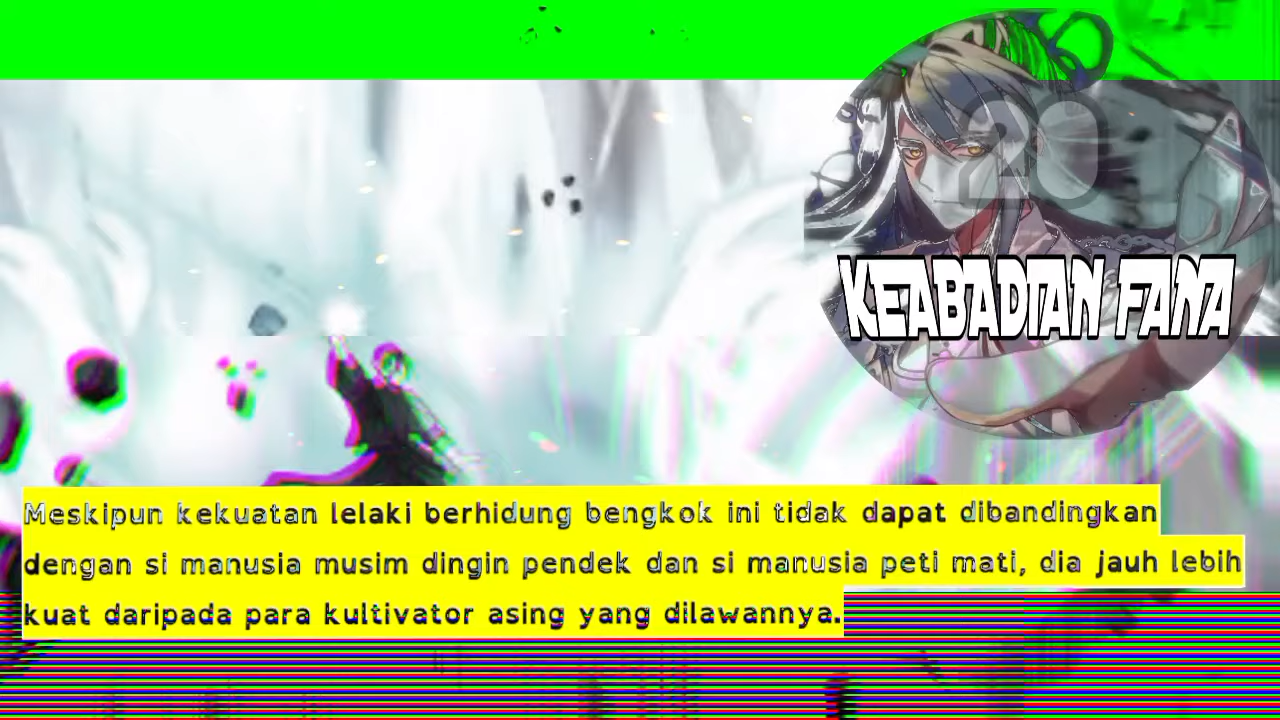 20
KEABADIAN FANA
Meskipun kekuatan lelaki berhidung bengkok ini tidak dapat dibandingkan
dengan si manusia musim dingin pendek dan si manusia peti mati, dia jauh lebih
kuat daripada para kultivator asing yang dilawannya.